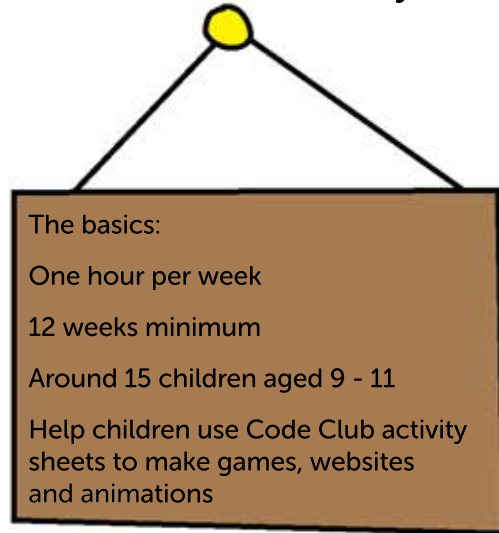 The basics:
One hour per week
12 weeks minimum
Around 15 children aged 9 - 11
Help children use Code Club activity
sheets to make games, websites
and animations